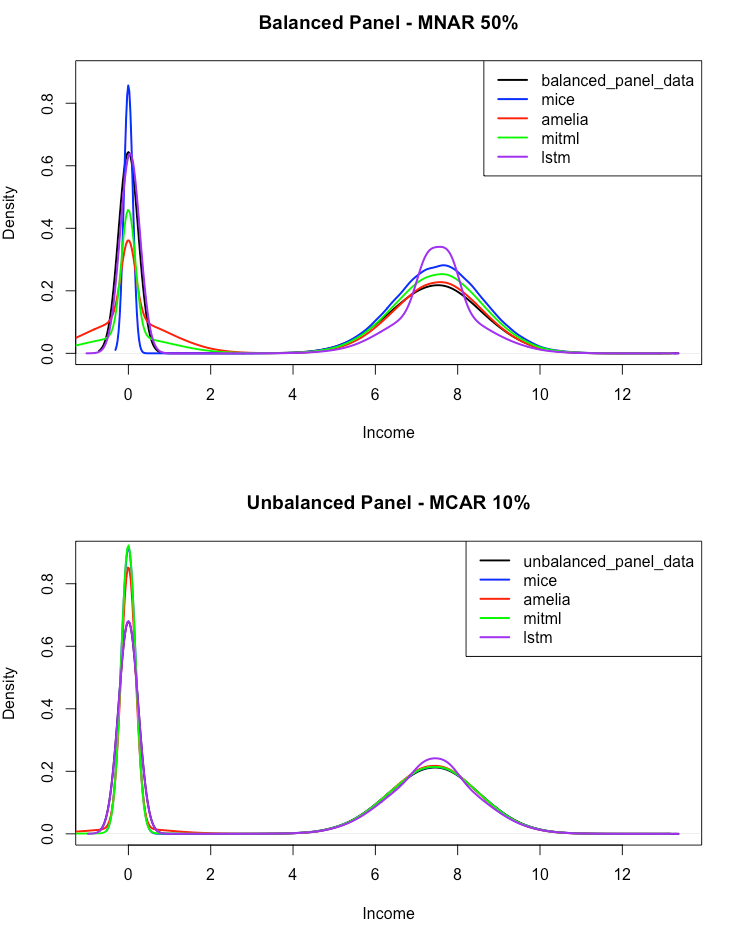 Balanced Panel - MNAR 50%
balanced_panel_data
mice
amelia
mitml
lstm
Density
0.0 0.2 0.4 0.6 0.8
0 2 4 6 8 10 12
Income
Unbalanced Panel - MCAR 10%
unbalanced_panel_data
mice
amelia
mitml
lstm
Density
0.0 0.2 0.4 0.6 0.8
0 2 4 6 8 10 12
Income